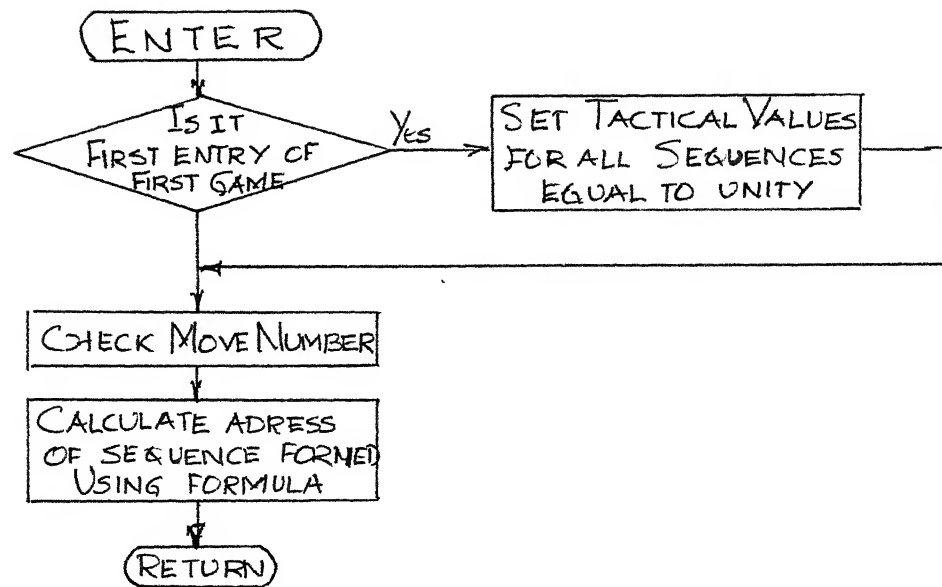 ENTER
IS IT
FIRST ENTRY OF
FIRST GAME
YES
SET TACTICAL VALUES
FOR ALL SEQUENCES
EQUAL TO UNITY
CHECK MOVE NUMBER
CALCULATE ADRESS
OF SEQUENCE FORMED
USING FORMULA
RETURN